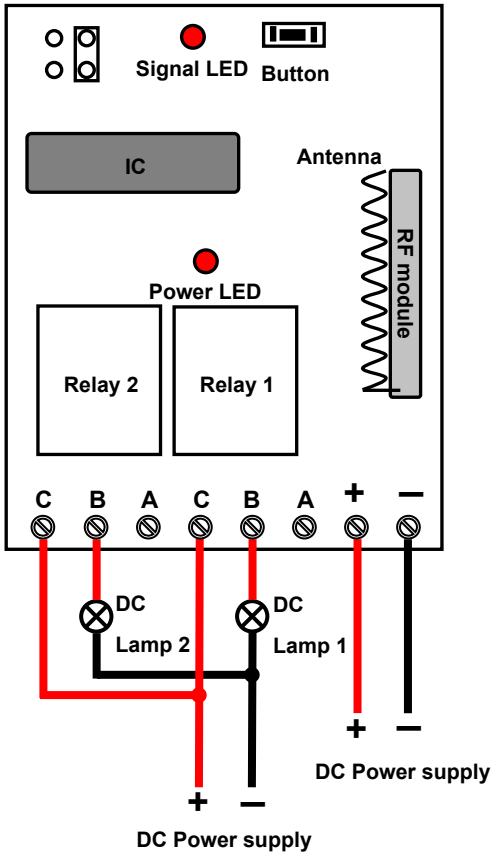 Signal LED
Button
IC
Antenna
RF module
Power LED
Relay 2
Relay 1
C B A C B A + −
DC
Lamp 2
DC
Lamp 1
+ −
DC Power supply
+ −
DC Power supply